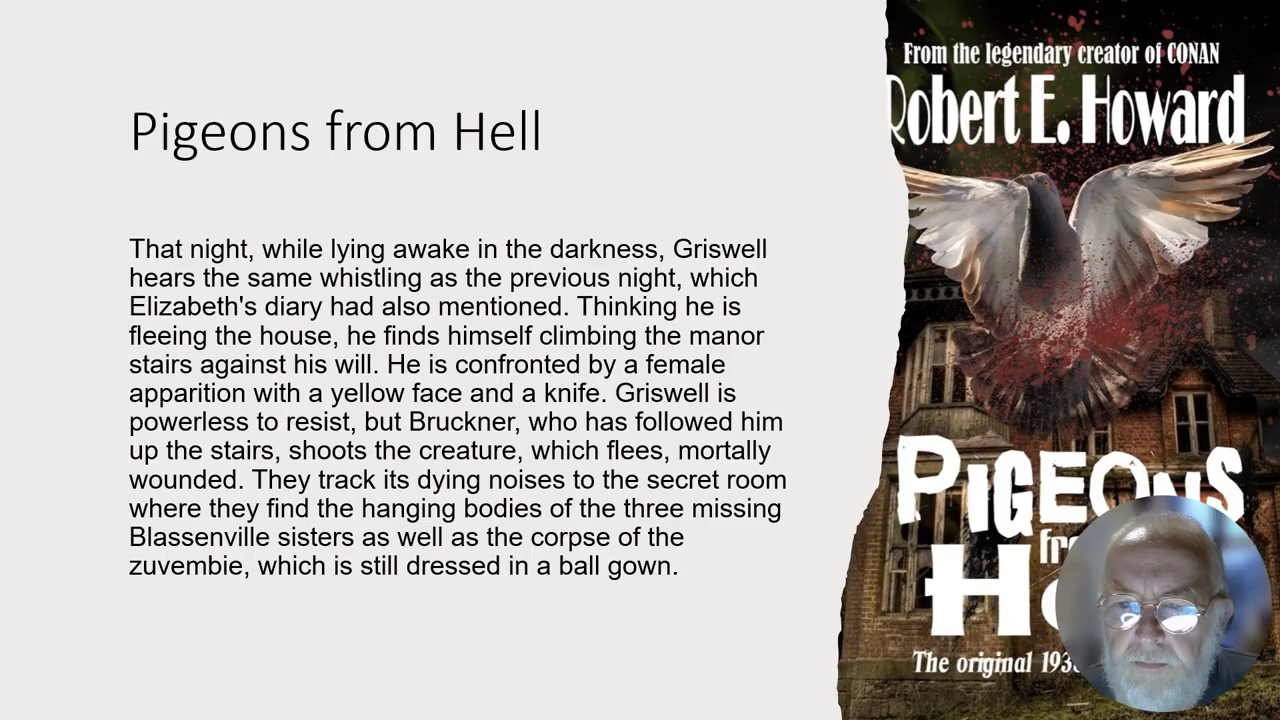 Pigeons from Hell
That night, while lying awake in the darkness, Griswell
hears the same whistling as the previous night, which
Elizabeth's diary had also mentioned. Thinking he is
fleeing the house, he finds himself climbing the manor
stairs against his will. He is confronted by a female
apparition with a yellow face and a knife. Griswell is
powerless to resist, but Bruckner, who has followed him
up the stairs, shoots the creature, which flees, mortally
wounded. They track its dying noises to the secret room
where they find the hanging bodies of the three missing
Blassenville sisters as well as the corpse of the
zuvembie, which is still dressed in a ball gown.
From the legendary creator of CONAN
Robert E. Howard
PIGEONS
The original